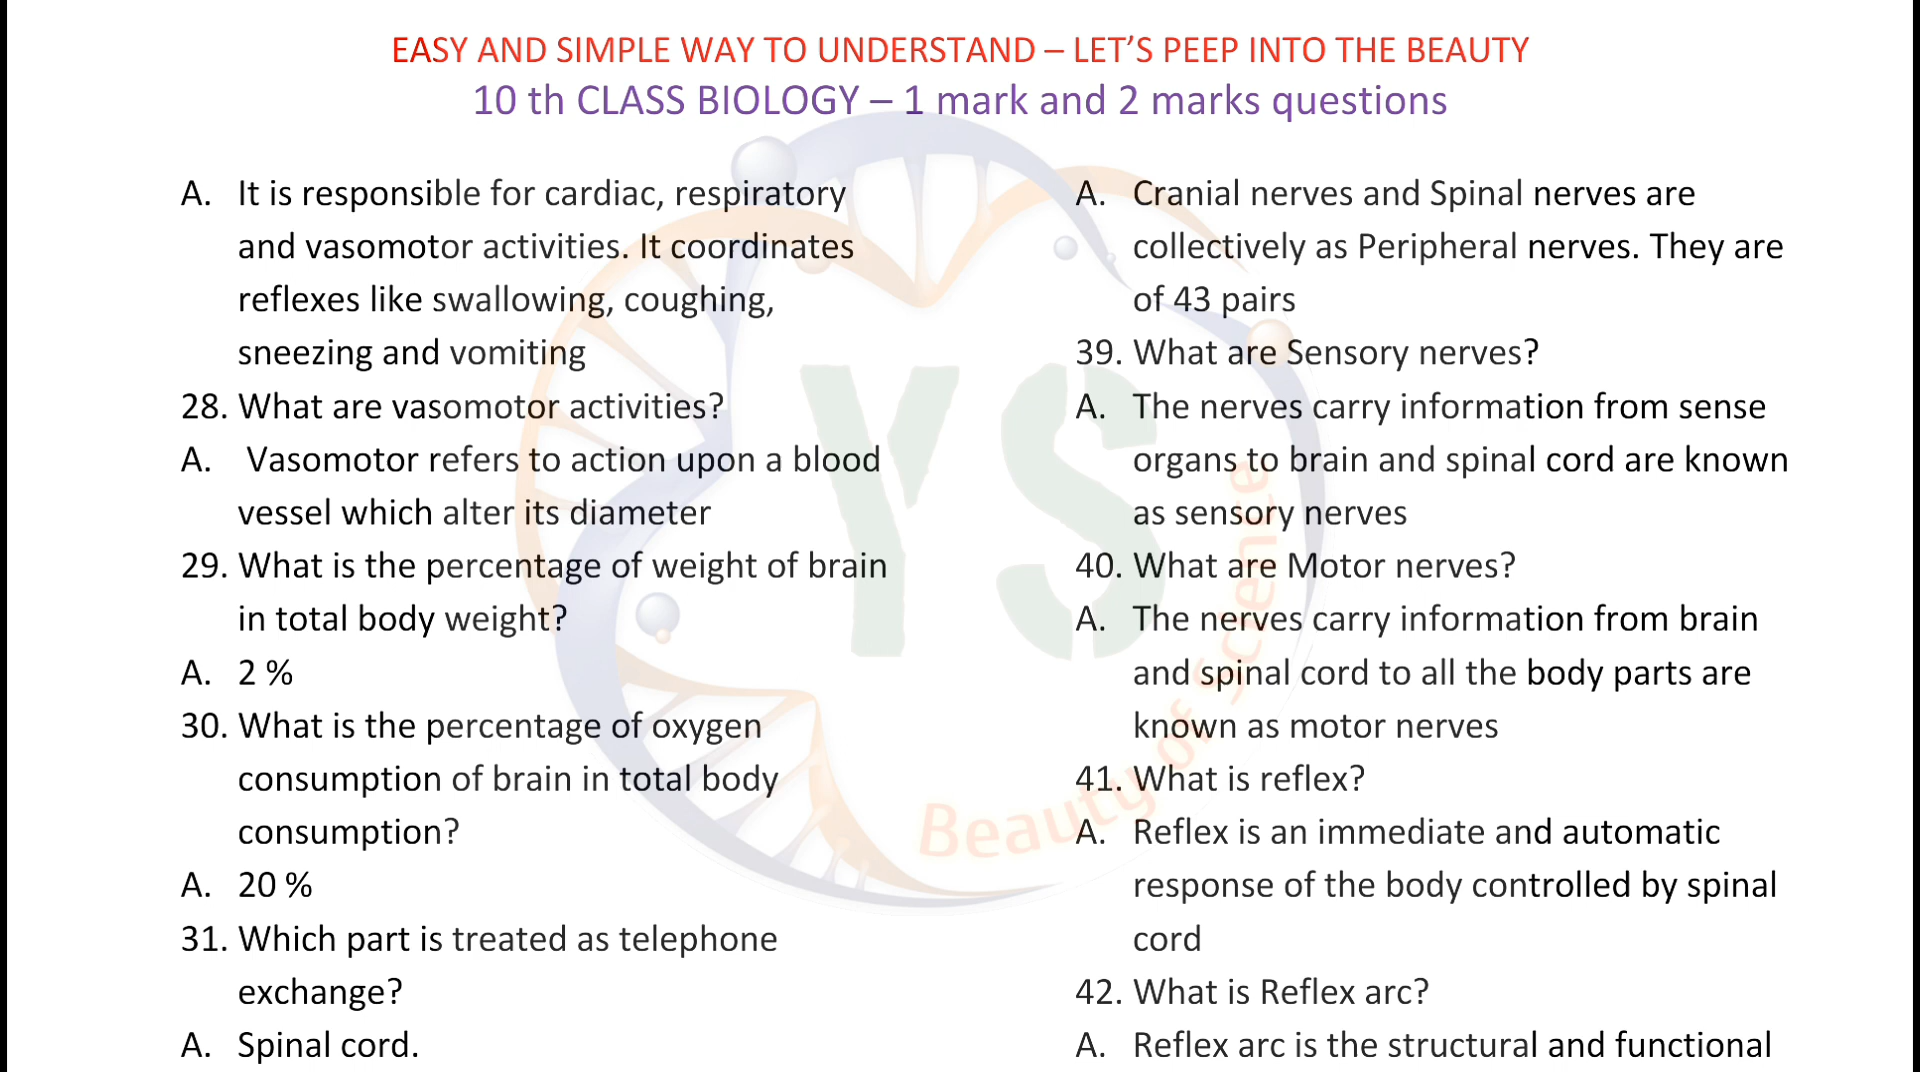 EASY AND SIMPLE WAY TO UNDERSTAND – LET'S PEEP INTO THE BEAUTY
10 th CLASS BIOLOGY – 1 mark and 2 marks questions
A. It is responsible for cardiac, respiratory
and vasomotor activities. It coordinates
reflexes like swallowing, coughing,
sneezing and vomiting
28. What are vasomotor activities?
A. Vasomotor refers to action upon a blood
vessel which alter its diameter
29. What is the percentage of weight of brain
in total body weight?
A. 2 %
30. What is the percentage of oxygen
consumption of brain in total body
consumption?
A. 20 %
31. Which part is treated as telephone
exchange?
A. Spinal cord.
A. Cranial nerves and Spinal nerves are
collectively as Peripheral nerves. They are
of 43 pairs
39. What are Sensory nerves?
A. The nerves carry information from sense
organs to brain and spinal cord are known
as sensory nerves
40. What are Motor nerves?
A. The nerves carry information from brain
and spinal cord to all the body parts are
known as motor nerves
41. What is reflex?
A. Reflex is an immediate and automatic
response of the body controlled by spinal
cord
42. What is Reflex arc?
A. Reflex arc is the structural and functional
YS
Beauty of Science